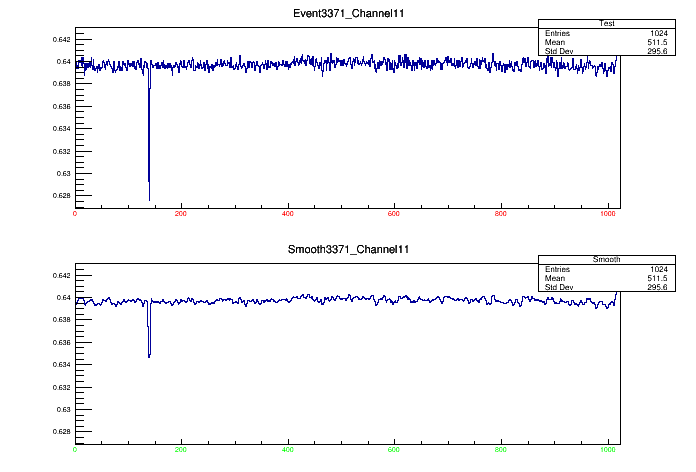 Event3371_Channel11
Test
Entries 1024
Mean 511.5
Std Dev 295.6
0.642
0.64
0.638
0.636
0.634
0.632
0.63
0.628
0 200 400 600 800 1000
Smooth3371_Channel11
Smooth
Entries 1024
Mean 511.5
Std Dev 295.6
0.642
0.64
0.638
0.636
0.634
0.632
0.63
0.628
0 200 400 600 800 1000